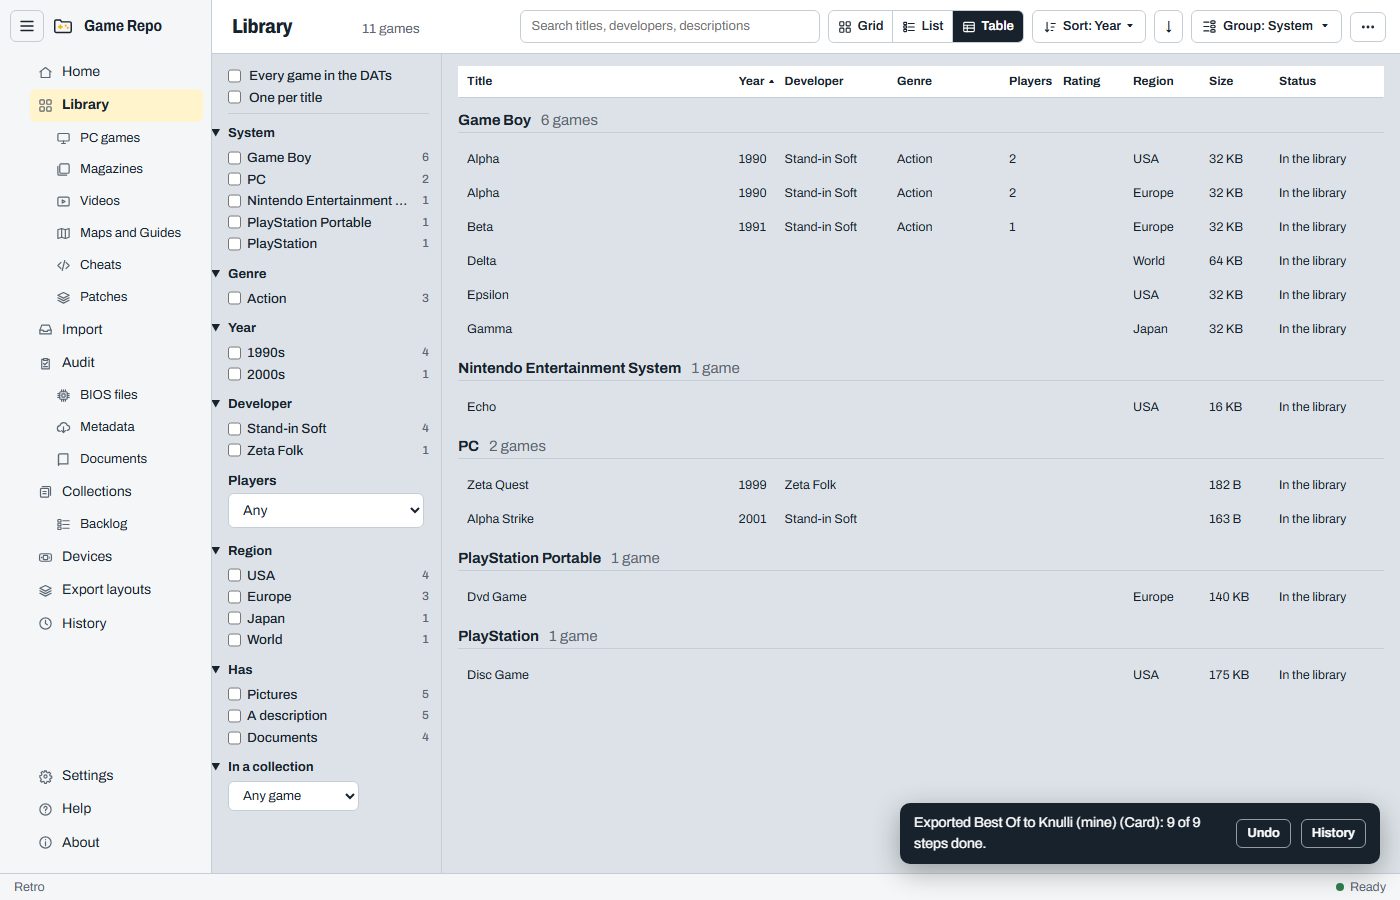 Game Repo
Home
Library
PC games
Magazines
Videos
Maps and Guides
Cheats
Patches
Import
Audit
BIOS files
Metadata
Documents
Collections
Backlog
Devices
Export layouts
History
Settings
Help
About
Library
11 games
Search titles, developers, descriptions
Grid
List
Table
Sort: Year
↓
Group: System
Every game in the DATs
One per title
System
Game Boy 6
PC 2
Nintendo Entertainment ... 1
PlayStation Portable 1
PlayStation 1
Genre
Action 3
Year
1990s 4
2000s 1
Developer
Stand-in Soft 4
Zeta Folk 1
Players
Any
Region
USA 4
Europe 3
Japan 1
World 1
Has
Pictures 5
A description 5
Documents 4
In a collection
Any game
Title Year Developer Genre Players Rating Region Size Status
Game Boy 6 games
Alpha 1990 Stand-in Soft Action 2 USA 32 KB In the library
Alpha 1990 Stand-in Soft Action 2 Europe 32 KB In the library
Beta 1991 Stand-in Soft Action 1 Europe 32 KB In the library
Delta World 64 KB In the library
Epsilon USA 32 KB In the library
Gamma Japan 32 KB In the library
Nintendo Entertainment System 1 game
Echo USA 16 KB In the library
PC 2 games
Zeta Quest 1999 Zeta Folk 182 B In the library
Alpha Strike 2001 Stand-in Soft 163 B In the library
PlayStation Portable 1 game
Dvd Game Europe 140 KB In the library
PlayStation 1 game
Disc Game USA 175 KB In the library
Exported Best Of to Knulli (mine) (Card): 9 of 9
steps done.
Undo
History
Retro
Ready